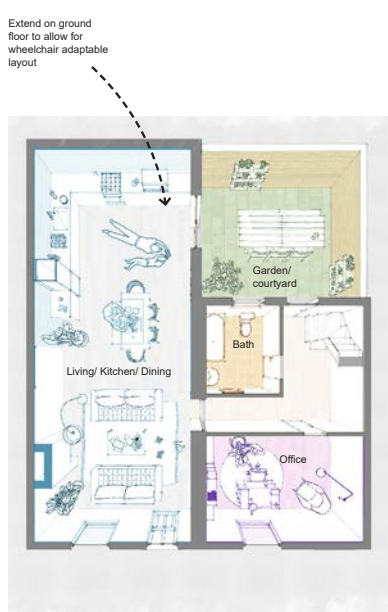 Extend on ground
floor to allow for
wheelchair adaptable
layout
Garden/
courtyard
Bath
Living/ Kitchen/ Dining
Office